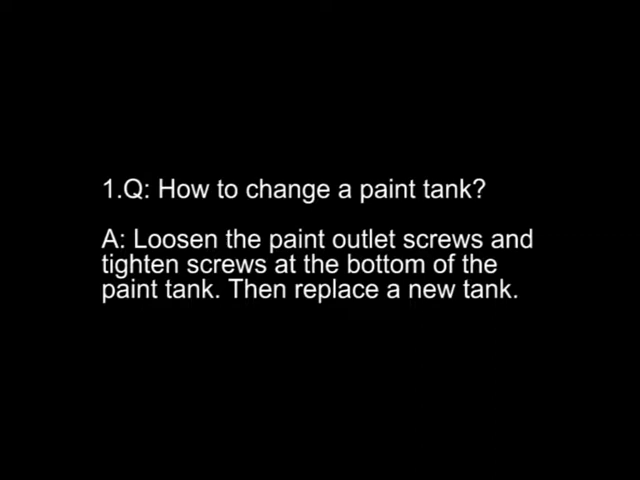 1.Q: How to change a paint tank?
A: Loosen the paint outlet screws and
tighten screws at the bottom of the
paint tank. Then replace a new tank.